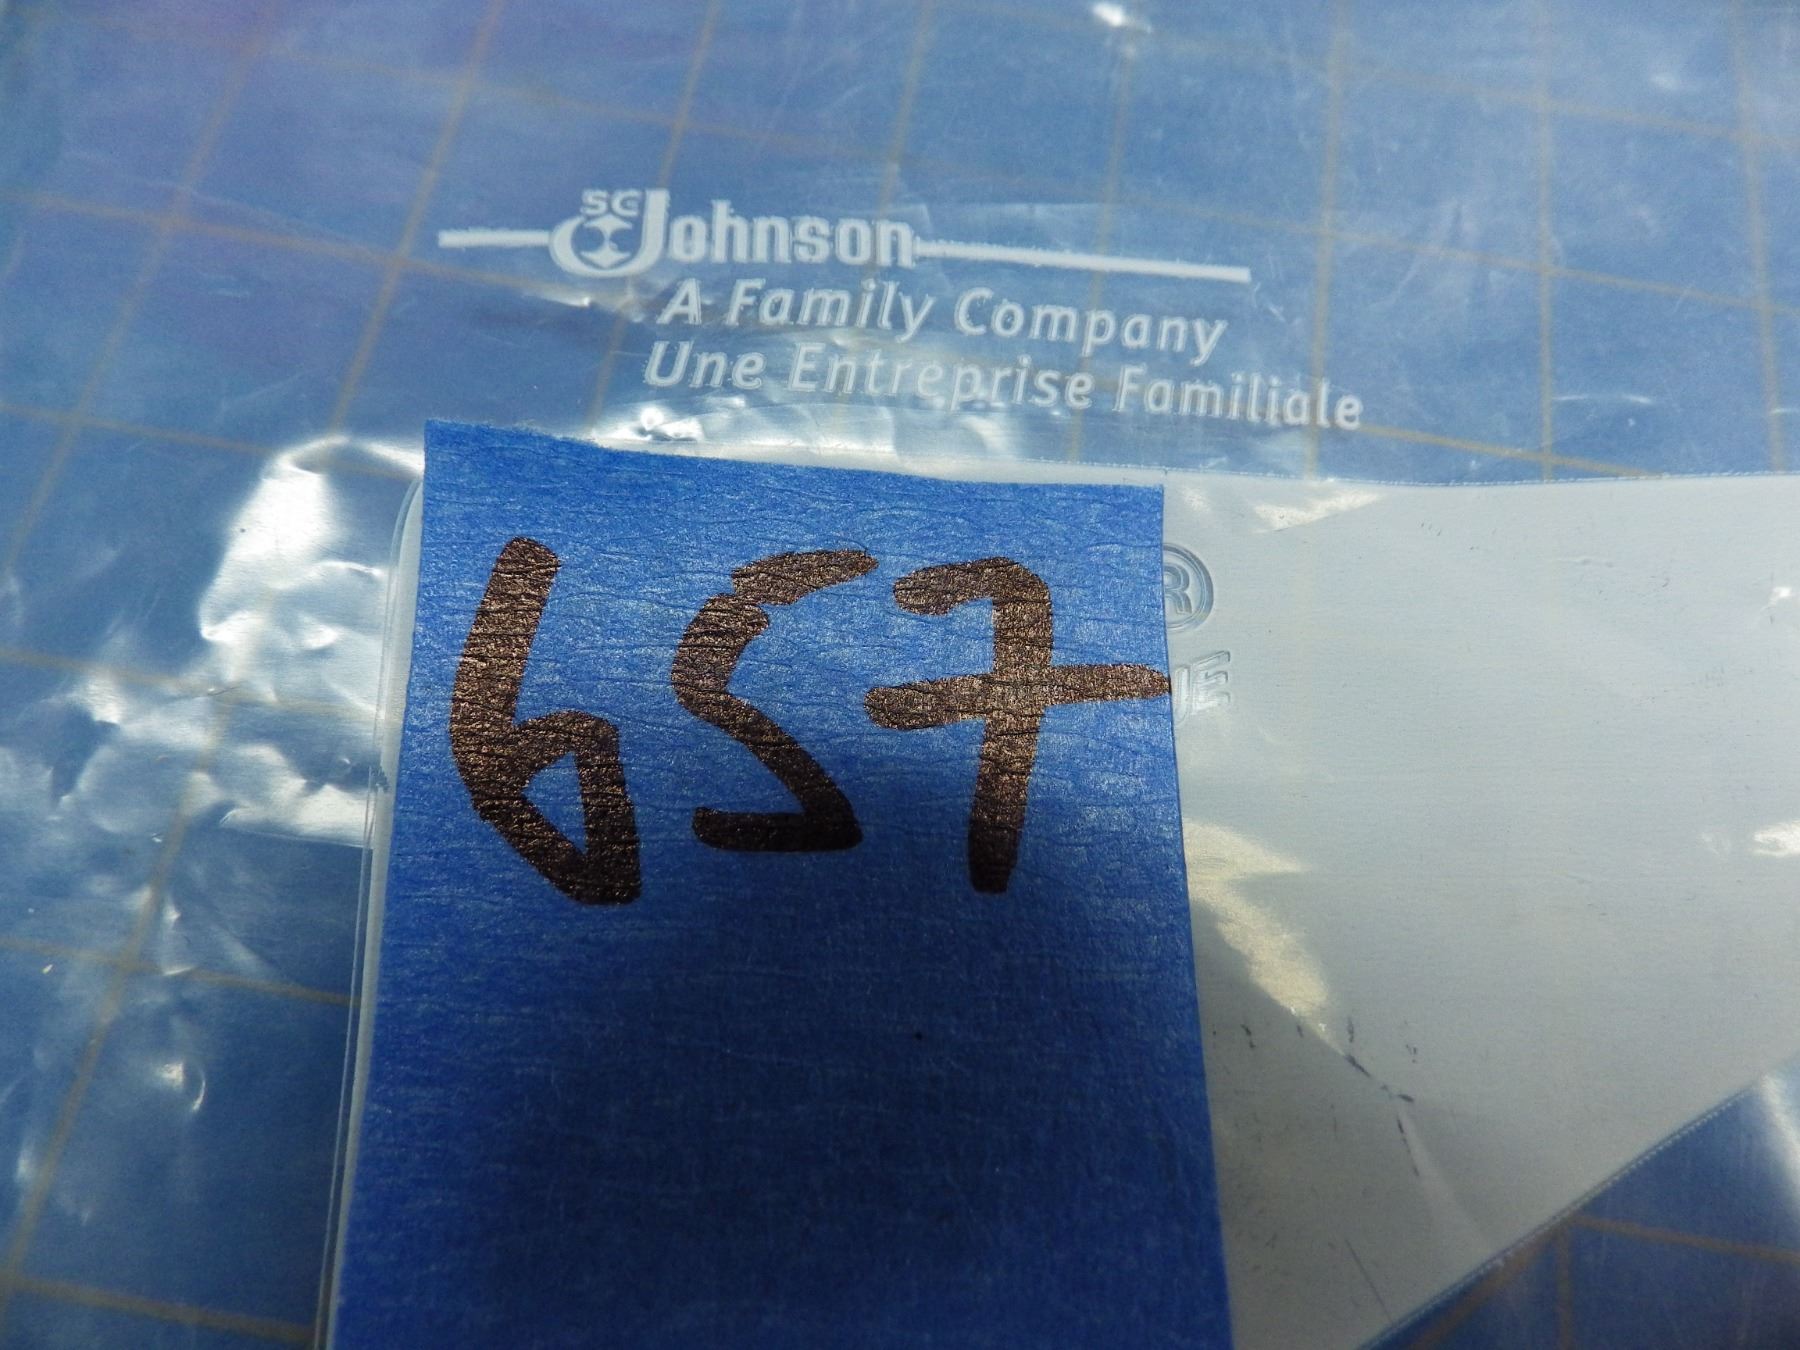 SC Johnson
A Family Company
Une Entreprise Familiale
657
®